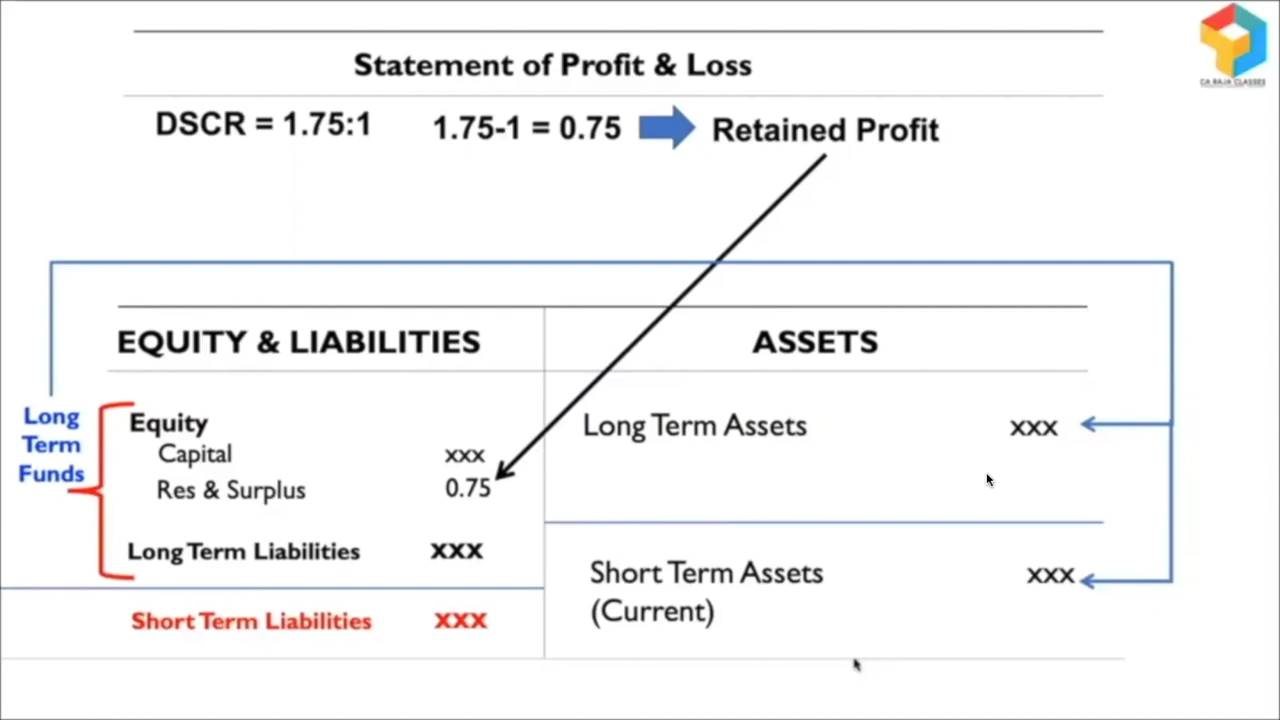 CA RAJA CLASSES
Statement of Profit & Loss
DSCR = 1.75:1 1.75-1 = 0.75 Retained Profit
EQUITY & LIABILITIES ASSETS
Long
Term
Funds
Equity
Capital xxx
Res & Surplus 0.75
Long Term Liabilities xxx
Short Term Liabilities xxx
Long Term Assets xxx
Short Term Assets xxx
(Current)